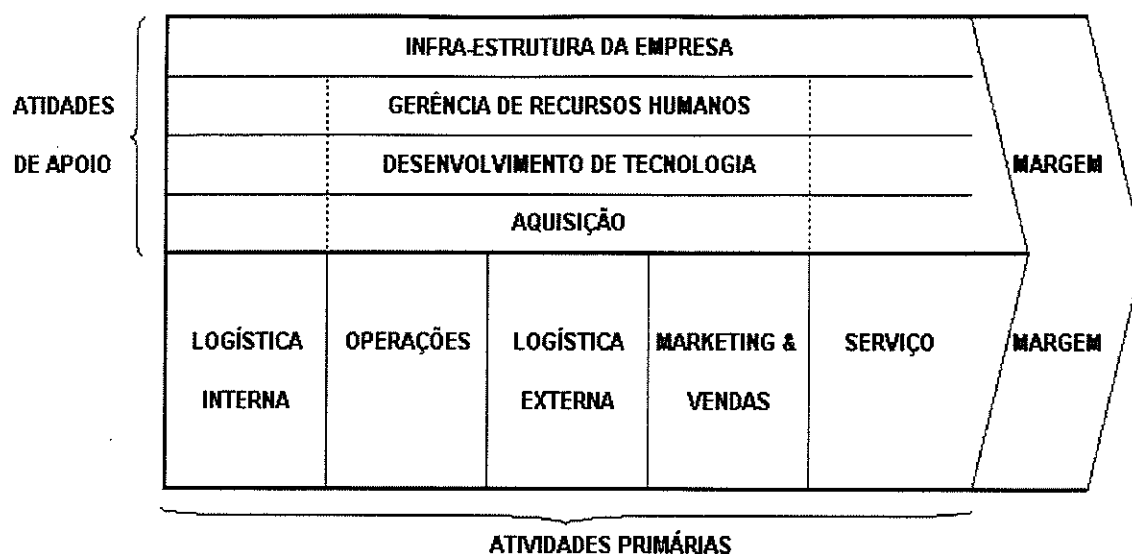 INFRA-ESTRUTURA DA EMPRESA
ATIDADES
DE APOIO
GERÊNCIA DE RECURSOS HUMANOS
DESENVOLVIMENTO DE TECNOLOGIA
AQUISIÇÃO
MARGEM
LOGÍSTICA
INTERNA
OPERAÇÕES
LOGÍSTICA
EXTERNA
MARKETING &
VENDAS
SERVIÇO
MARGEM
ATIVIDADES PRIMÁRIAS